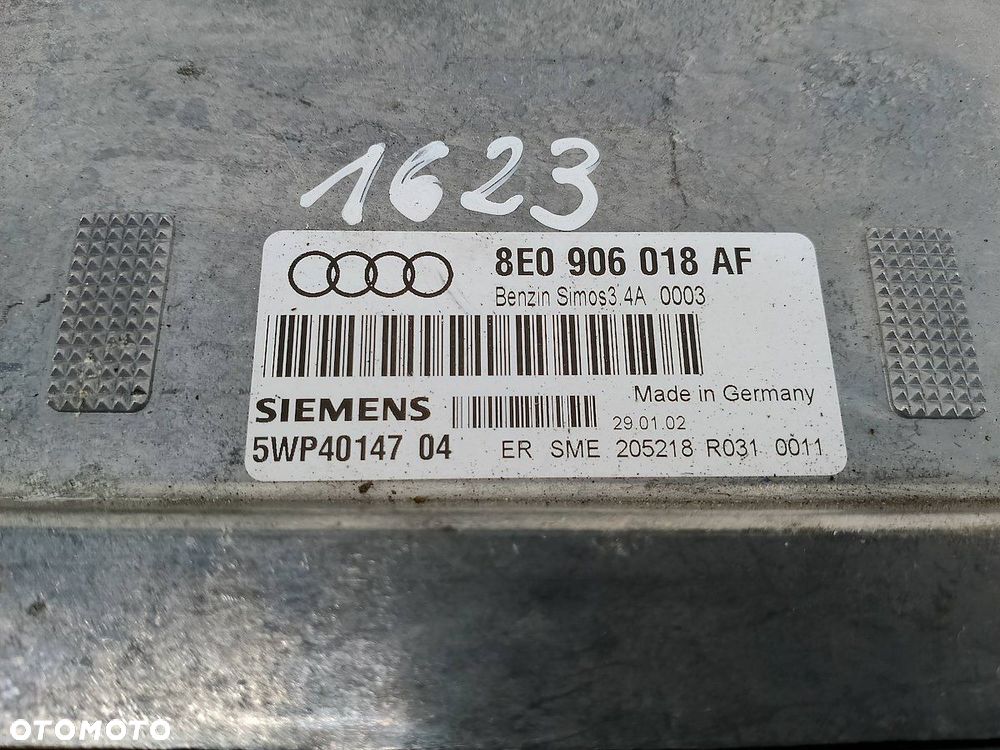 1623
8E0 906 018 AF
Benzin Simos3.4A 0003
Made in Germany
SIEMENS
29.01.02
5WP40147 04
ER SME 205218 R031 0011
OTOMOTO